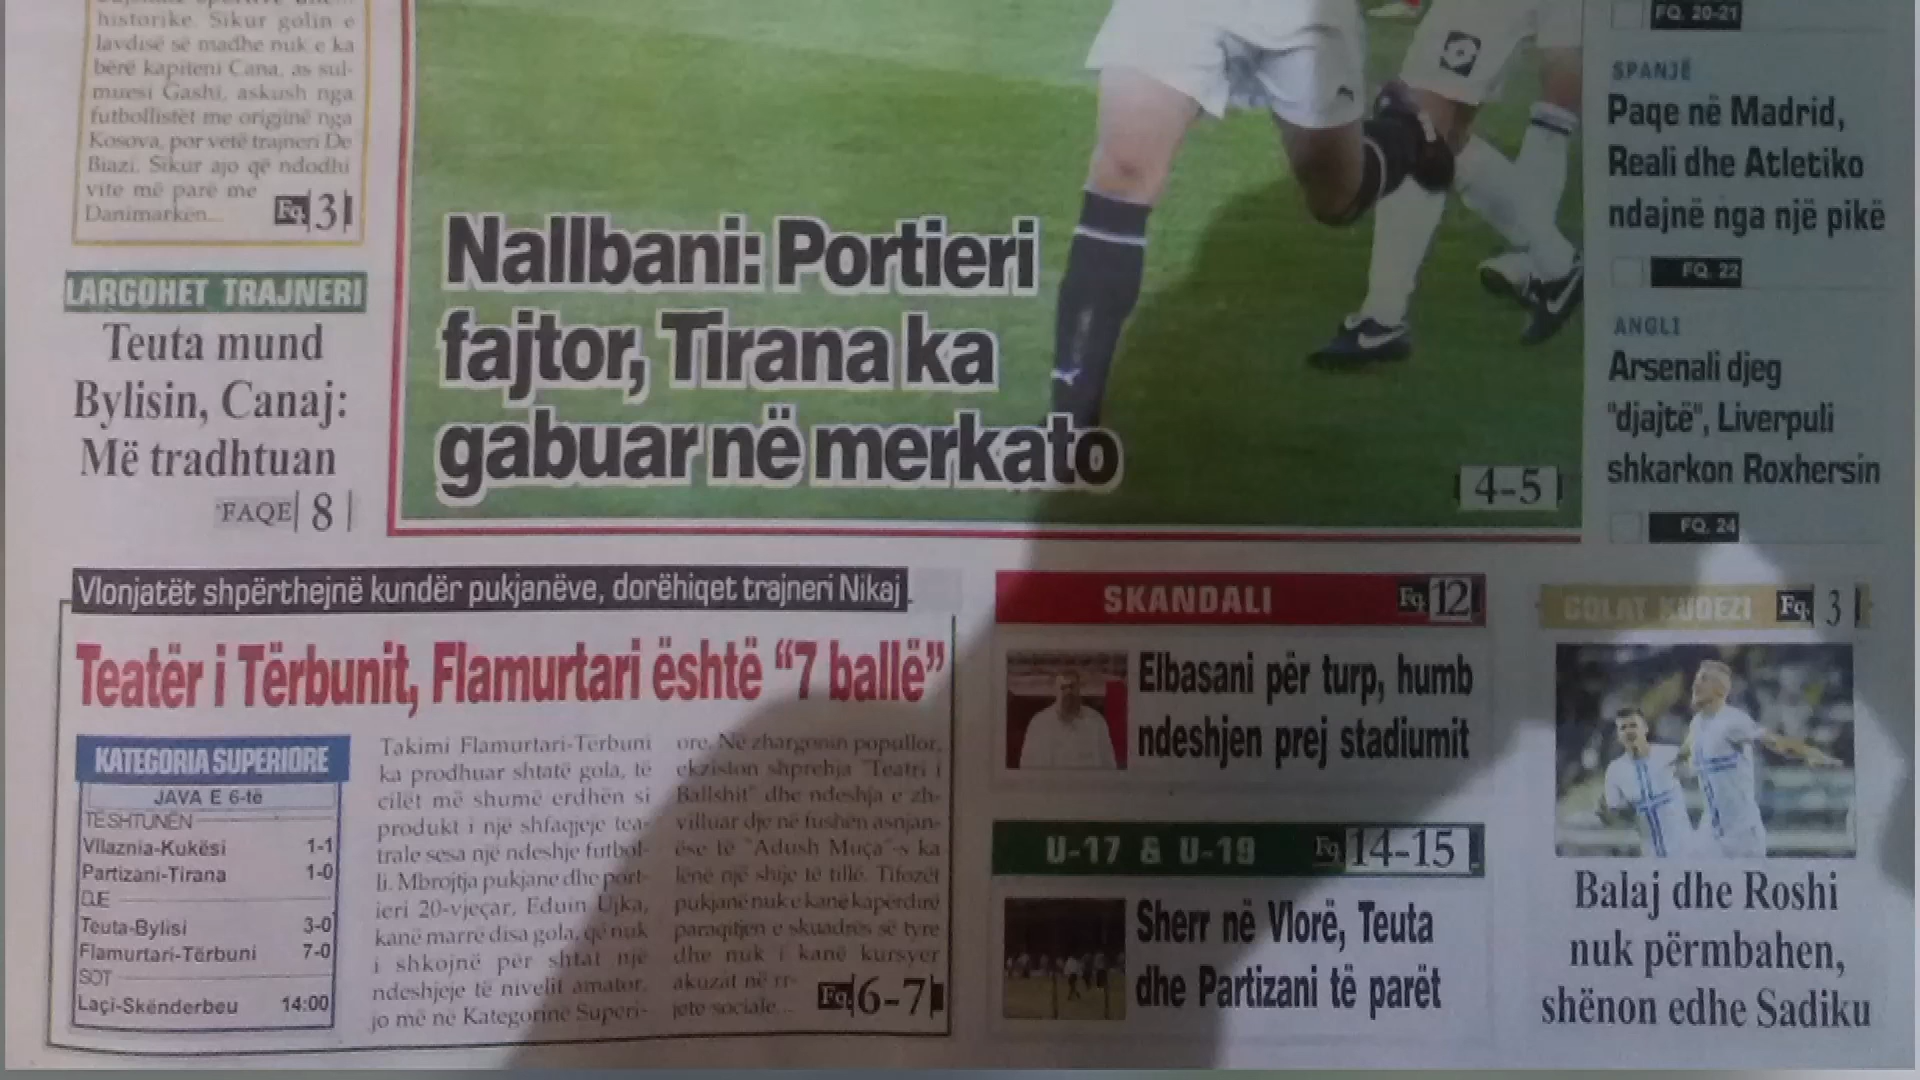 historike. Sikur golin e
lavdisë së madhe nuk e ka
bërë kapiteni Cana, as sul-
muesi Gashi, askush nga
futbollistët me origjinë nga
Kosova, por vetë trajneri De
Biazi. Sikur ajo që ndodhi
vite më parë me
Danimarkën...
Fq. 3
LARGOHET TRAJNERI
Teuta mund
Bylisin, Canaj:
Më tradhtuan
FAQE 8
Nallbani: Portieri
fajtor, Tirana ka
gabuar në merkato
4-5
FQ. 20-21
SPANJË
Paqe në Madrid,
Reali dhe Atletiko
ndajnë nga një pikë
FQ. 22
ANGLI
Arsenali djeg
"djajtë", Liverpuli
shkarkon Roxhersin
FQ. 24
Vlonjatët shpërthejnë kundër pukjanëve, dorëhiqet trajneri Nikaj
Teatër i Tërbunit, Flamurtari është “7 ballë”
KATEGORIA SUPERIORE
JAVA E 6-të
TË SHTUNËN
Vllaznia-Kukësi 1-1
Partizani-Tirana 1-0
DJE
Teuta-Bylisi 3-0
Flamurtari-Tërbuni 7-0
SOT
Laçi-Skënderbeu 14:00
Takimi Flamurtari-Tërbuni
ka prodhuar shtatë gola, të
cilët më shumë erdhën si
produkt i një shfaqjeje tea-
trale sesa një ndeshje futbol-
li. Mbrojtja pukjane dhe port-
ieri 20-vjeçar, Eduin Ujka,
kanë marrë disa gola, që nuk
i shkojnë për shtat një
ndeshjeje të nivelit amator,
jo më në Kategorinë Superi-
ore. Në zhargonin popullor,
ekziston shprehja "Teatri i
Ballshit" dhe ndeshja e zh-
villuar dje në fushën asnjan-
ëse të "Adush Muça"-s ka
lënë një shije të tillë. Tifozët
pukjanë nuk e kanë kapërdirë
paraqitjen e skuadrës së tyre
dhe nuk i kanë kursyer
akuzat në rr-
jete sociale...
Fq. 6-7
SKANDALI Fq. 12
Elbasani për turp, humb
ndeshjen prej stadiumit
U-17 & U-19 Fq. 14-15
Sherr në Vlorë, Teuta
dhe Partizani të parët
GOLAT KUQEZI Fq. 3
Balaj dhe Roshi
nuk përmbahen,
shënon edhe Sadiku